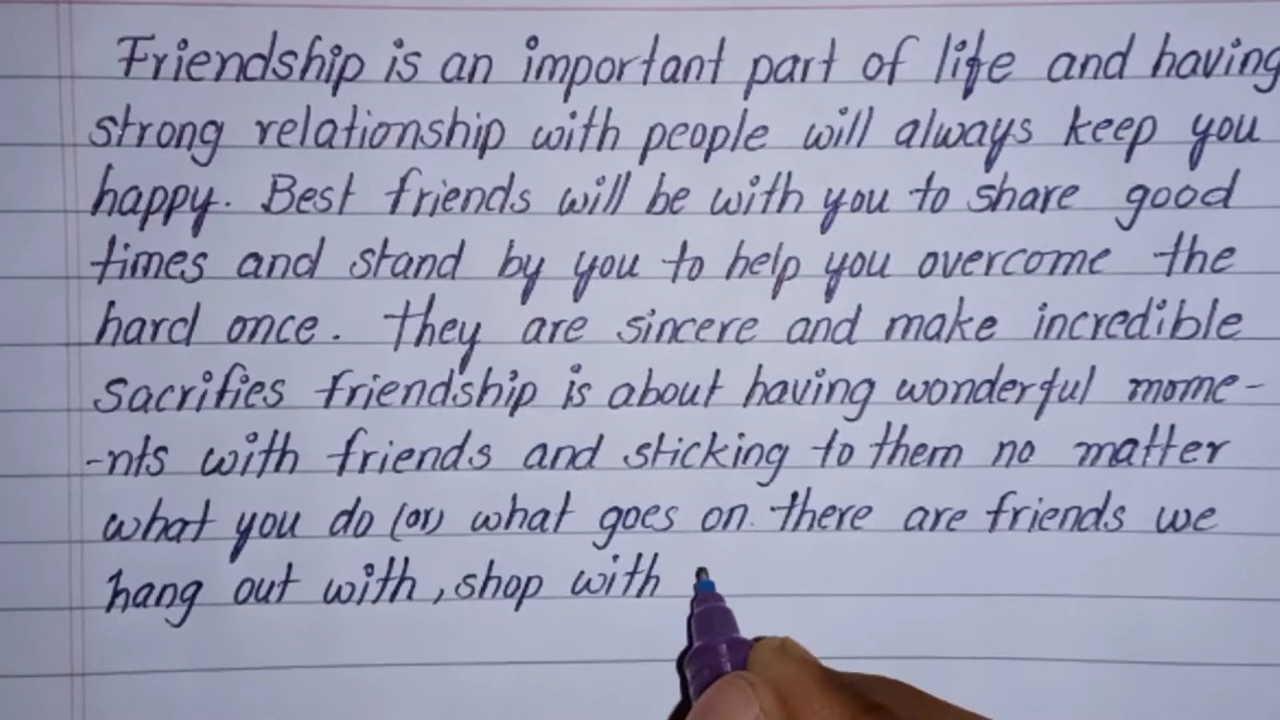 Friendship is an important part of life and having
strong relationship with people will always keep you
happy. Best friends will be with you to share good
times and stand by you to help you overcome the
hard once. They are sincere and make incredible
Sacrifies friendship is about having wonderful mome-
-nts with friends and sticking to them no matter
what you do (or) what goes on. there are friends we
hang out with, shop with